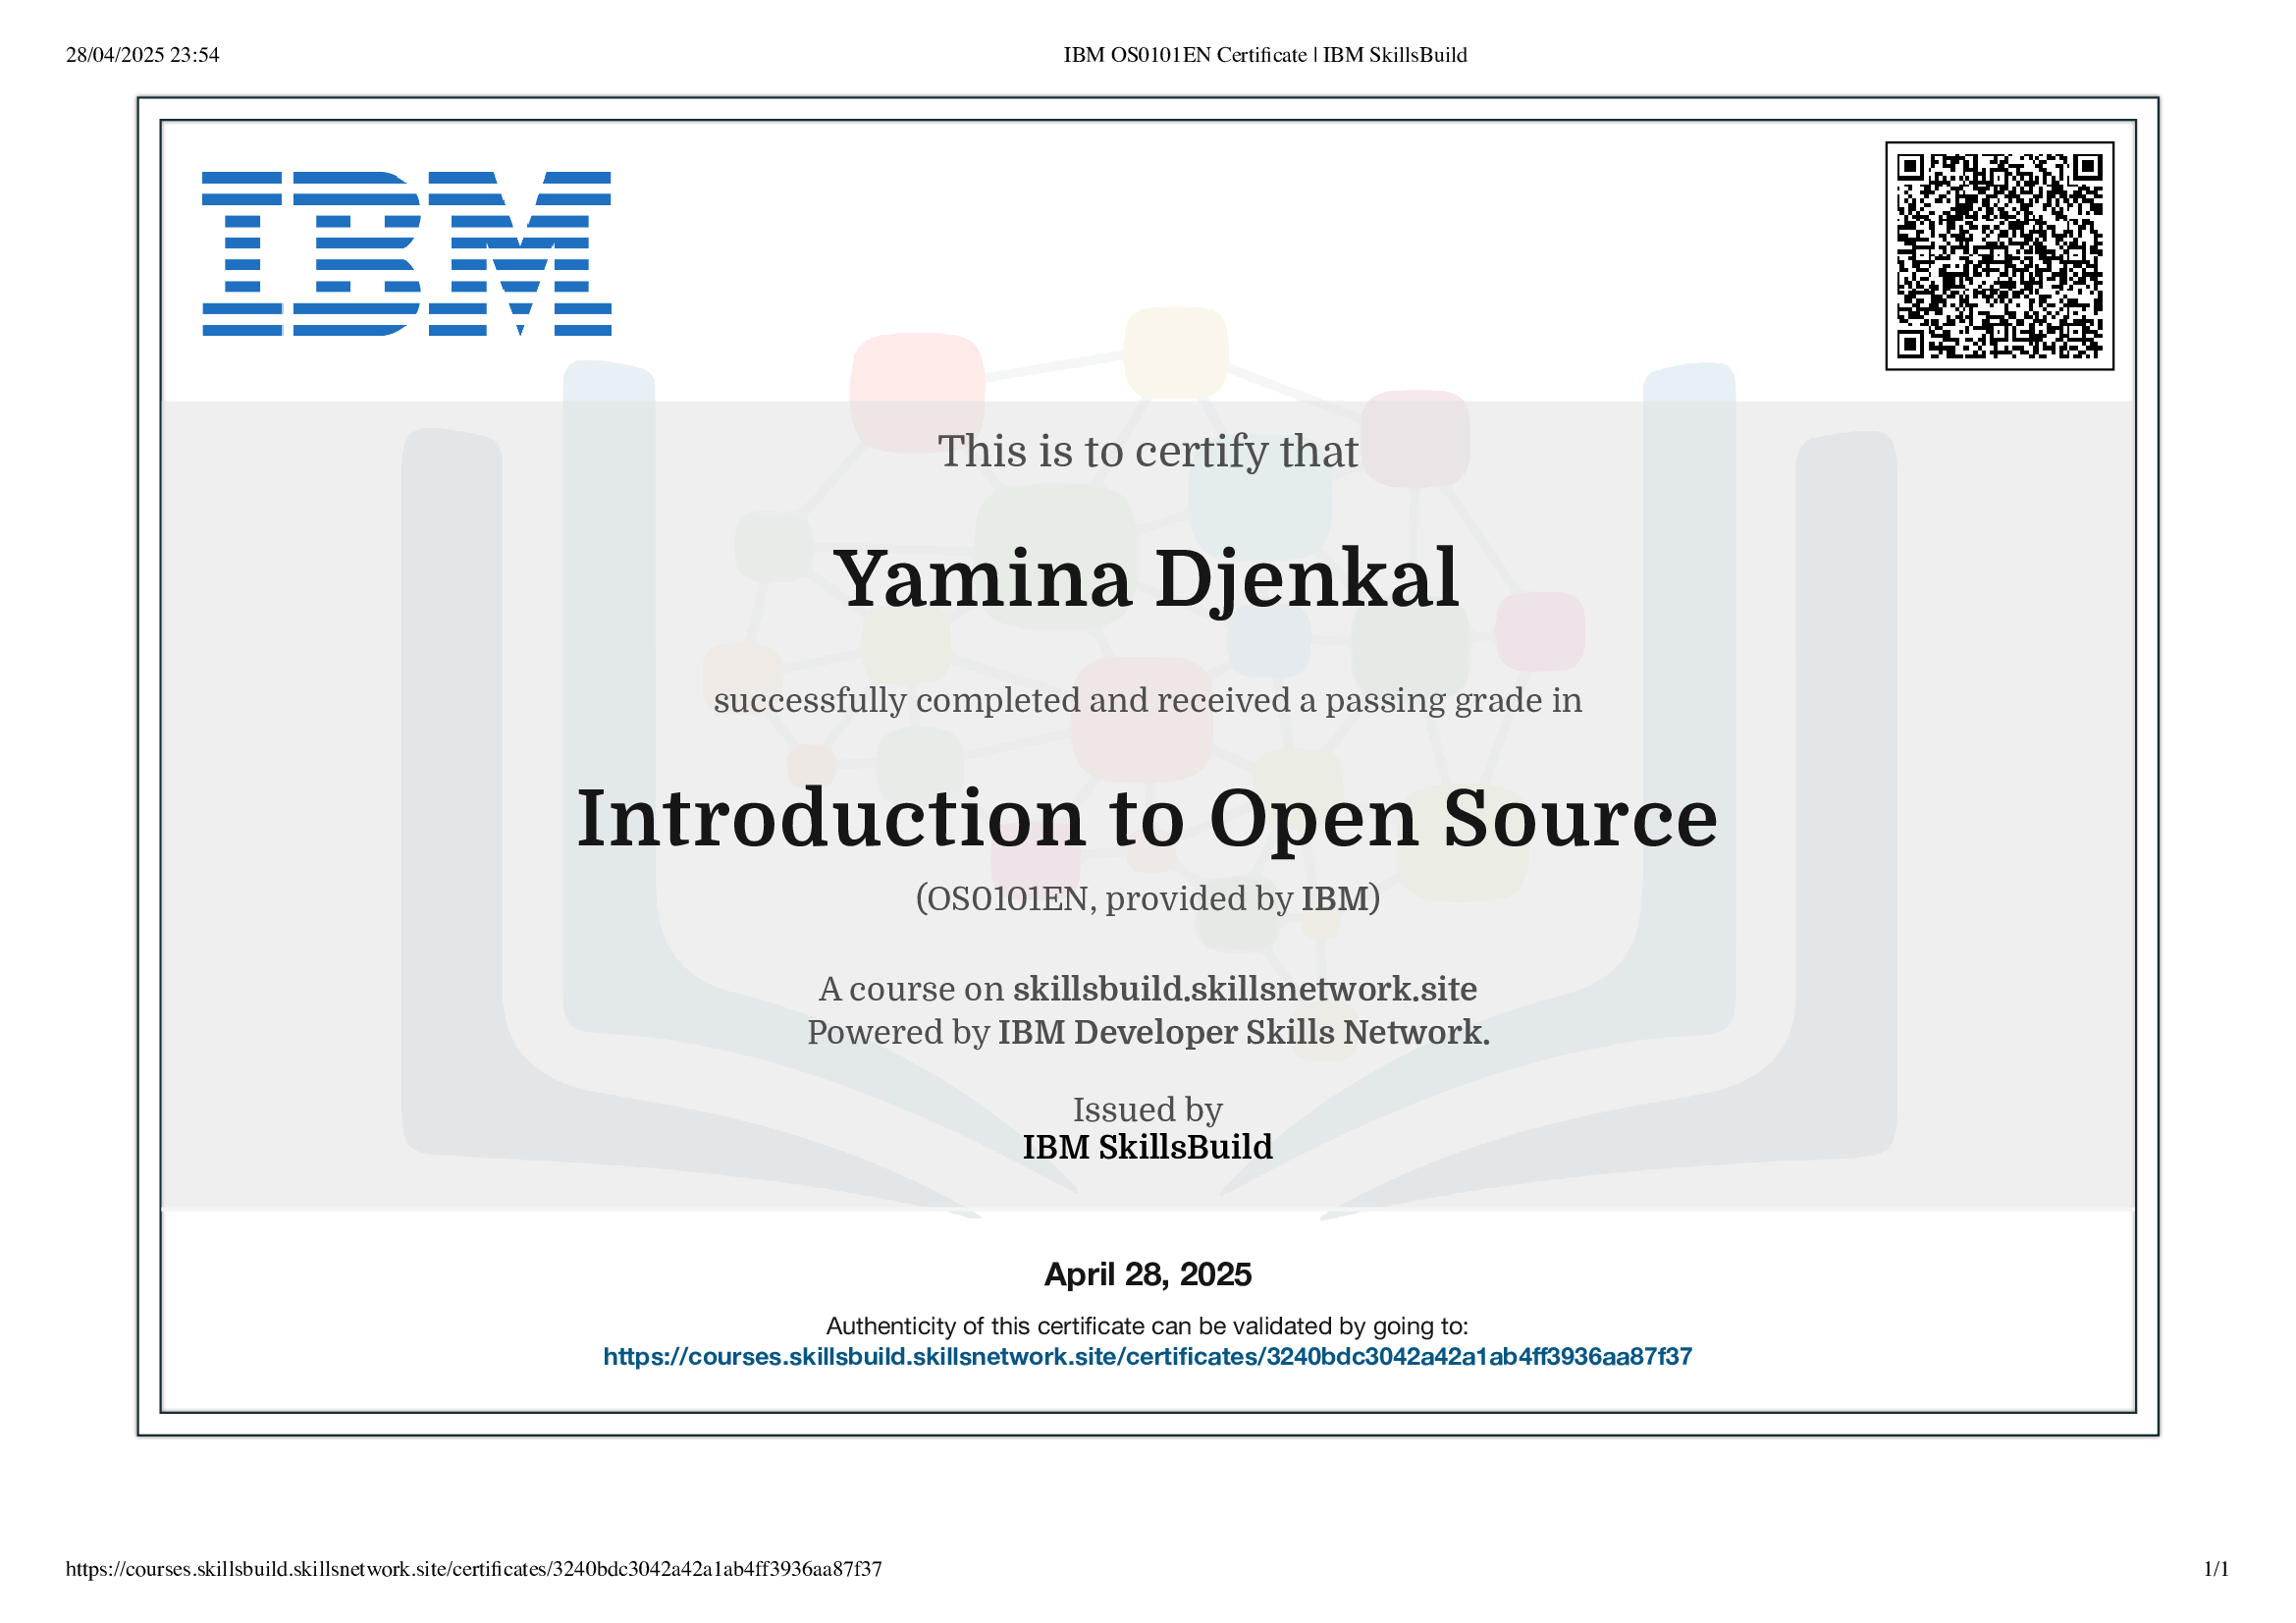 28/04/2025 23:54
IBM OS0101EN Certificate | IBM SkillsBuild
IBM
This is to certify that
Yamina Djenkal
successfully completed and received a passing grade in
Introduction to Open Source
(OS0101EN, provided by IBM)
A course on skillsbuild.skillsnetwork.site
Powered by IBM Developer Skills Network.
Issued by
IBM SkillsBuild
April 28, 2025
Authenticity of this certificate can be validated by going to:
https://courses.skillsbuild.skillsnetwork.site/certificates/3240bdc3042a42a1ab4ff3936aa87f37
https://courses.skillsbuild.skillsnetwork.site/certificates/3240bdc3042a42a1ab4ff3936aa87f37
1/1